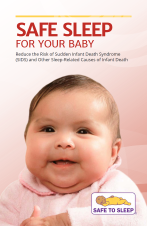 SAFE SLEEP
FOR YOUR BABY
Reduce the Risk of Sudden Infant Death Syndrome
(SIDS) and Other Sleep-Related Causes of Infant Death
SAFE TO SLEEP